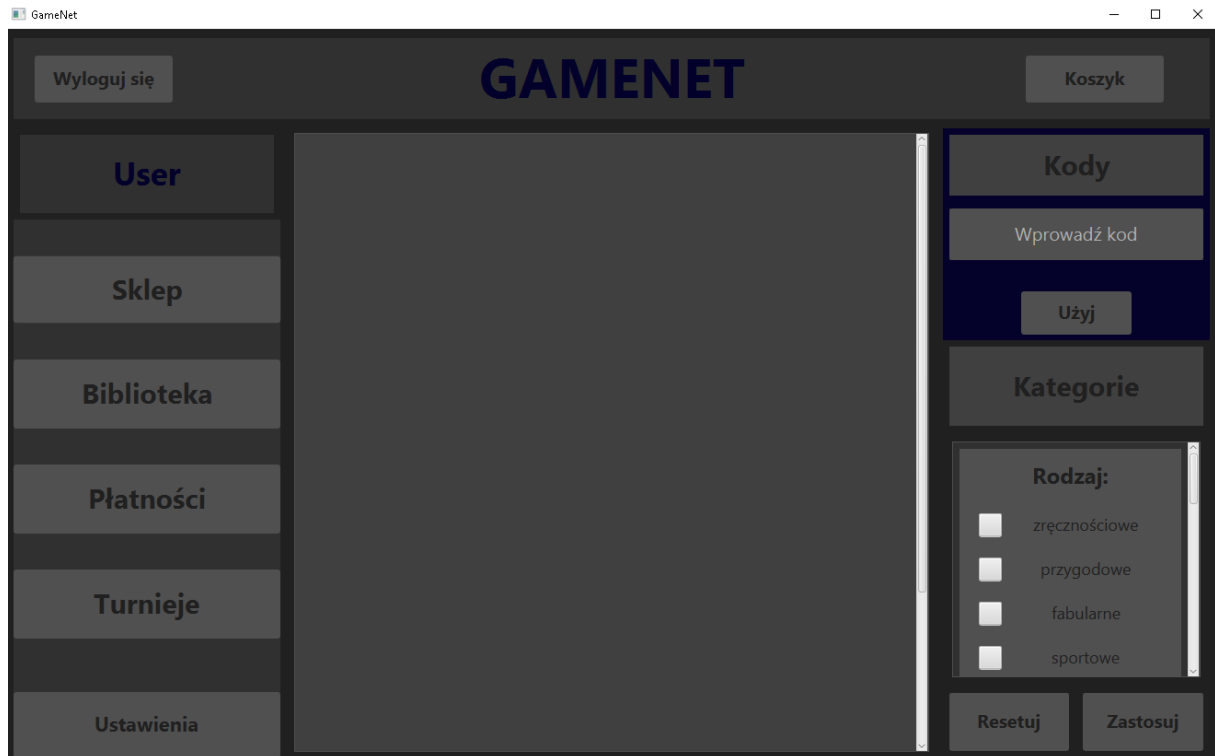 GameNet
Wyloguj się
GAMENET
Koszyk
User
Sklep
Biblioteka
Płatności
Turnieje
Ustawienia
Kody
Wprowadź kod
Użyj
Kategorie
Rodzaj:
zręcznościowe
przygodowe
fabularne
sportowe
Resetuj
Zastosuj